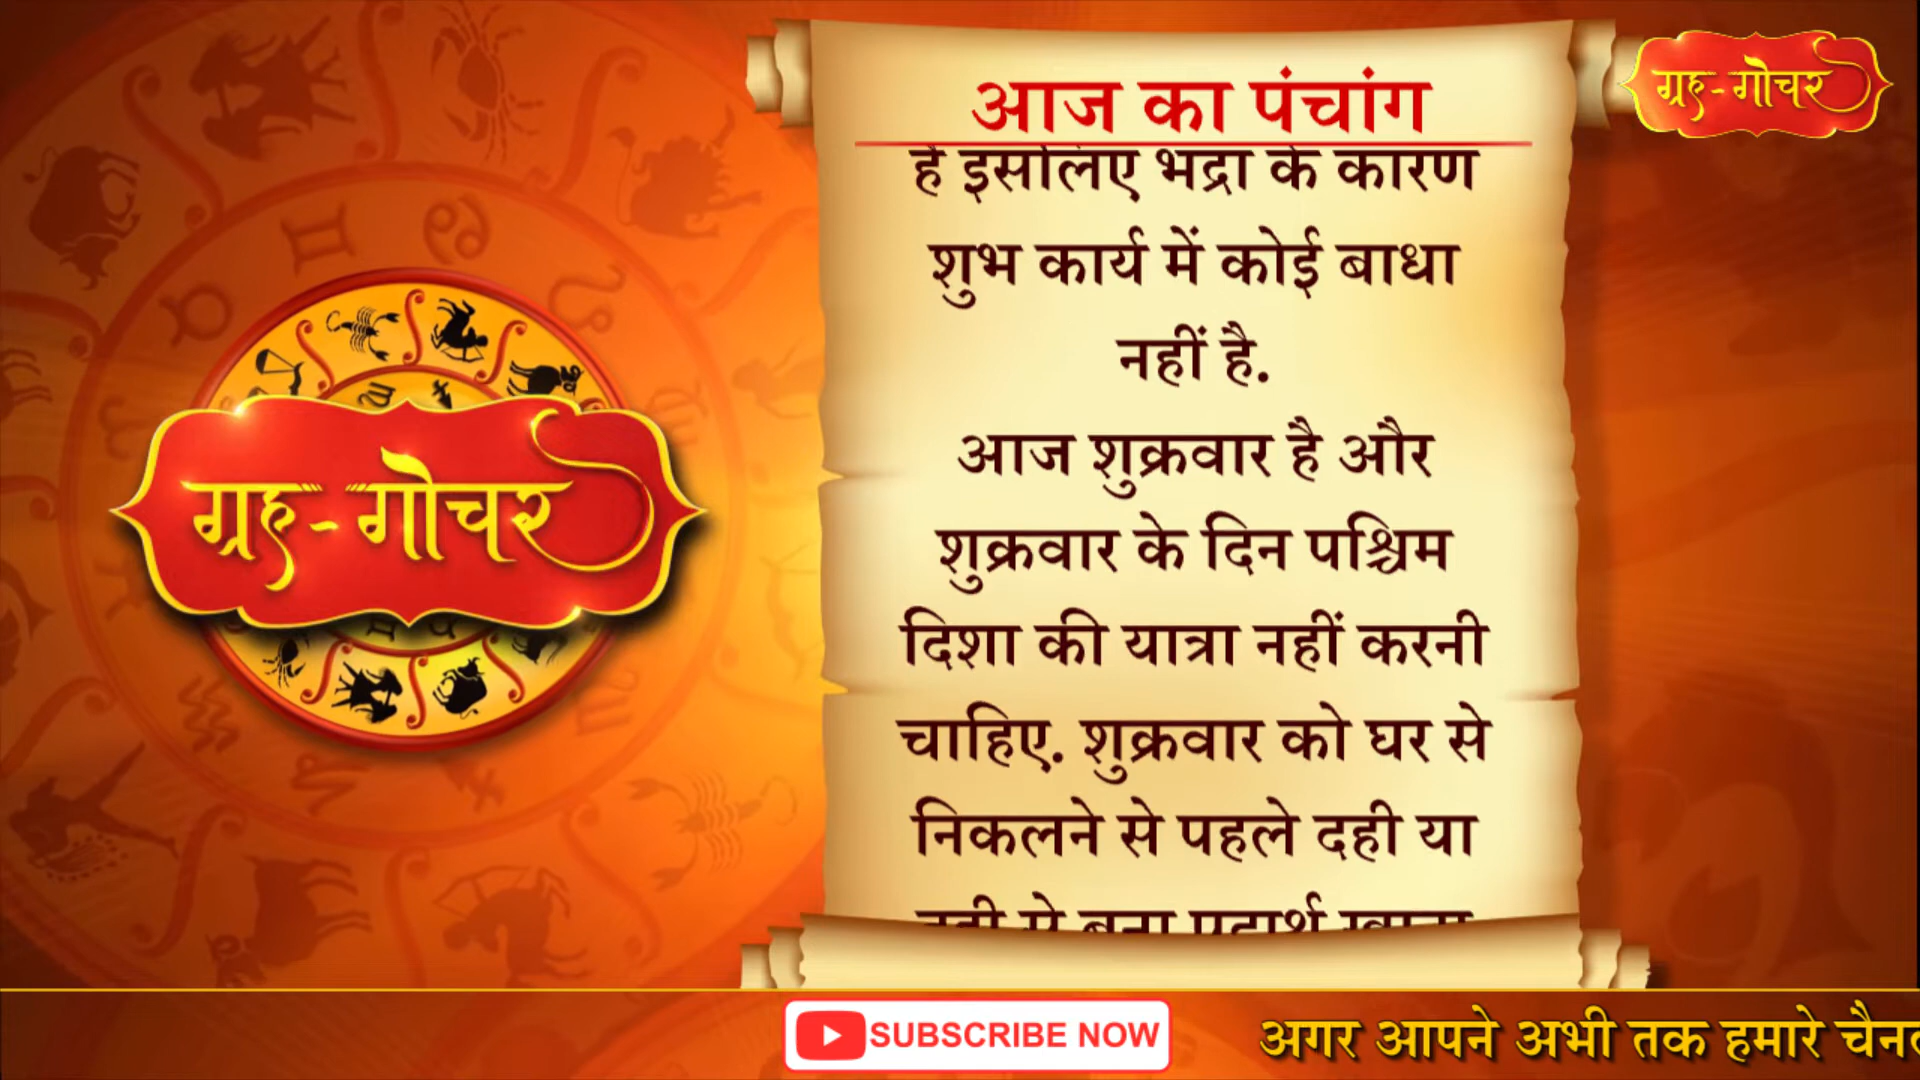 आज का पंचांग
ग्रह-गोचर
है इसलिए भद्रा के कारण
शुभ कार्य में कोई बाधा
नहीं है.
आज शुक्रवार है और
शुक्रवार के दिन पश्चिम
दिशा की यात्रा नहीं करनी
चाहिए. शुक्रवार को घर से
निकलने से पहले दही या
ग्रह-गोचर
SUBSCRIBE NOW
अगर आपने अभी तक हमारे